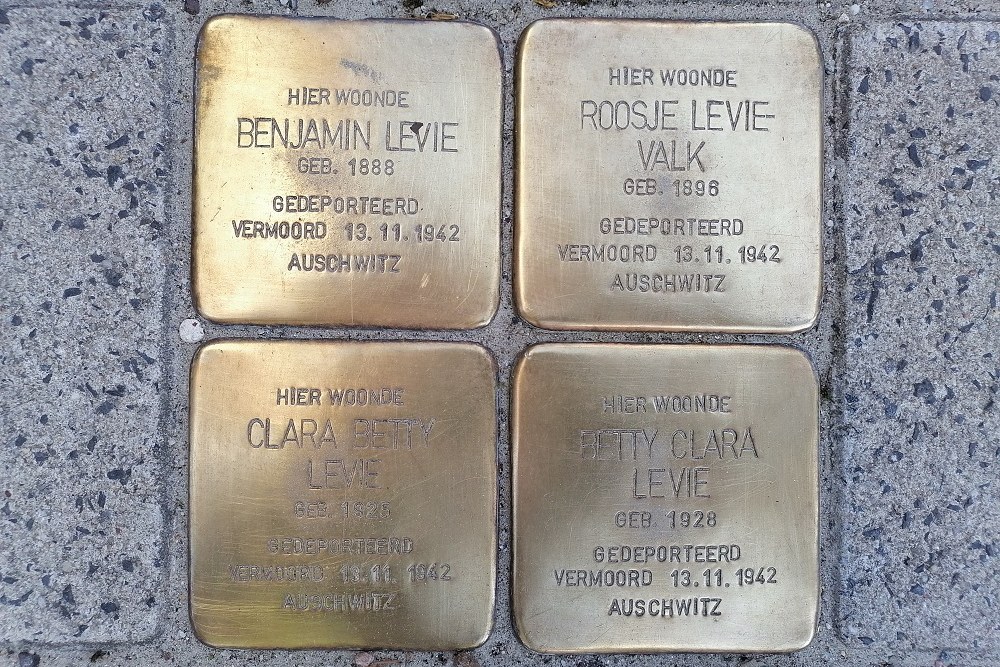 HIER WOONDE
BENJAMIN LEVIE
GEB. 1888
GEDEPORTEERD
VERMOORD 13.11.1942
AUSCHWITZ
HIER WOONDE
ROOSJE LEVIE-
VALK
GEB. 1896
GEDEPORTEERD
VERMOORD 13.11.1942
AUSCHWITZ
HIER WOONDE
CLARA BETTY
LEVIE
GEB.
GEDEPORTEERD
VERMOORD 13.11.1942
AUSCHWITZ
HIER WOONDE
BETTY CLARA
LEVIE
GEB. 1928
GEDEPORTEERD
VERMOORD 13.11.1942
AUSCHWITZ